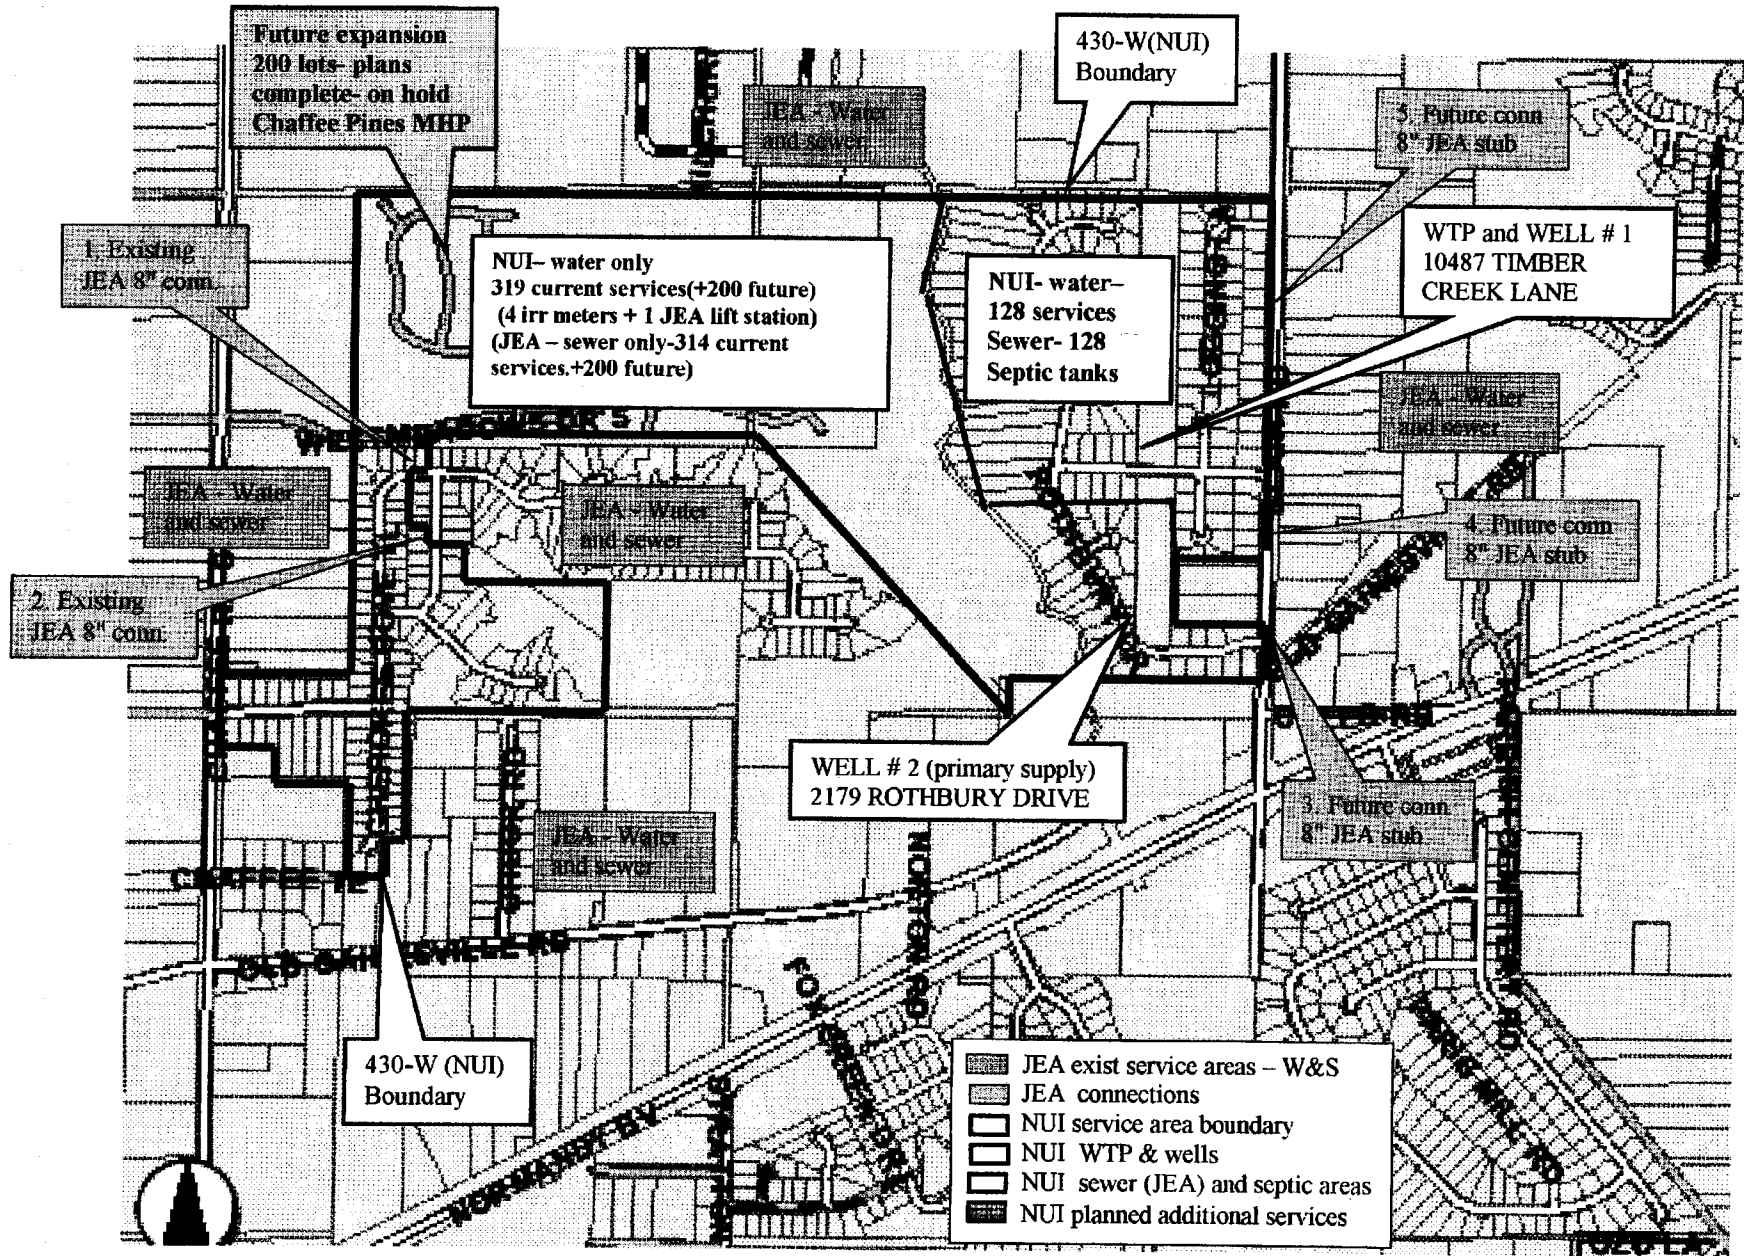 Future expansion
200 lots- plans
complete- on hold
Chaffee Pines MHP
430-W(NUI)
Boundary
JEA - Water
and sewer
5. Future conn
8" JEA stub
1. Existing
JEA 8" conn.
NUI– water only
319 current services(+200 future)
(4 irr meters + 1 JEA lift station)
(JEA – sewer only-314 current
services.+200 future)
NUI- water–
128 services
Sewer- 128
Septic tanks
WTP and WELL # 1
10487 TIMBER
CREEK LANE
JEA - Water
and sewer
JEA - Water
and sewer
JEA - Water
and sewer
4. Future conn
8" JEA stub
2. Existing
JEA 8" conn.
WELL # 2 (primary supply)
2179 ROTHBURY DRIVE
3. Future conn
8" JEA stub
JEA - Water
and sewer
NORTON RD
OLD GAINESVILLE RD
430-W (NUI)
Boundary
NORMANDY BV
JEA exist service areas – W&S
JEA connections
NUI service area boundary
NUI WTP & wells
NUI sewer (JEA) and septic areas
NUI planned additional services